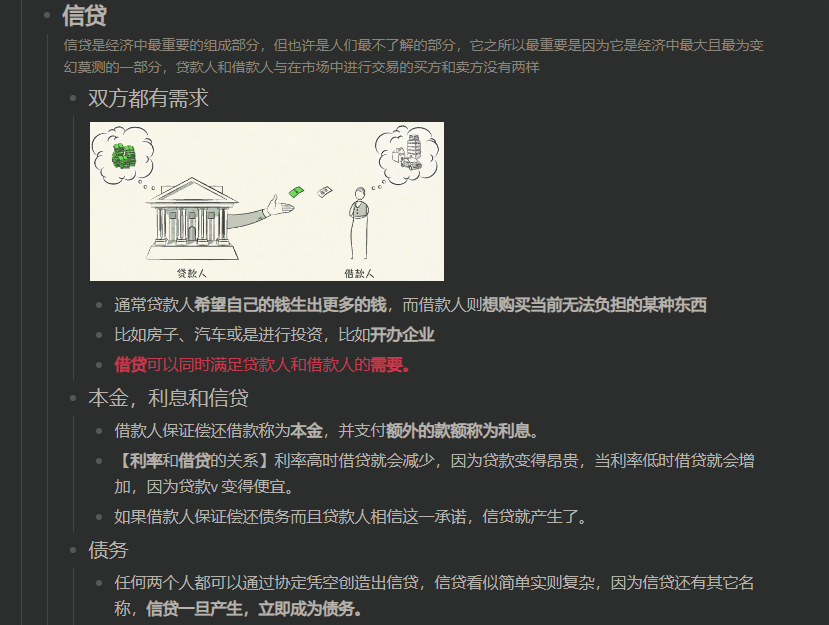 信贷
信贷是经济中最重要的组成部分，但也许是人们最不了解的部分，它之所以最重要是因为它是经济中最大且最为变
幻莫测的一部分，贷款人和借款人与在市场中进行交易的买方和卖方没有两样
双方都有需求
贷款人 借款人
通常贷款人希望自己的钱生出更多的钱，而借款人则想购买当前无法负担的某种东西
比如房子、汽车或是进行投资，比如开办企业
借贷可以同时满足贷款人和借款人的需要。
本金，利息和信贷
借款人保证偿还借款称为本金，并支付额外的款额称为利息。
【利率和借贷的关系】利率高时借贷就会减少，因为贷款变得昂贵，当利率低时借贷就会增
加，因为贷款v 变得便宜。
如果借款人保证偿还债务而且贷款人相信这一承诺，信贷就产生了。
债务
任何两个人都可以通过协定凭空创造出信贷，信贷看似简单实则复杂，因为信贷还有其它名
称，信贷一旦产生，立即成为债务。